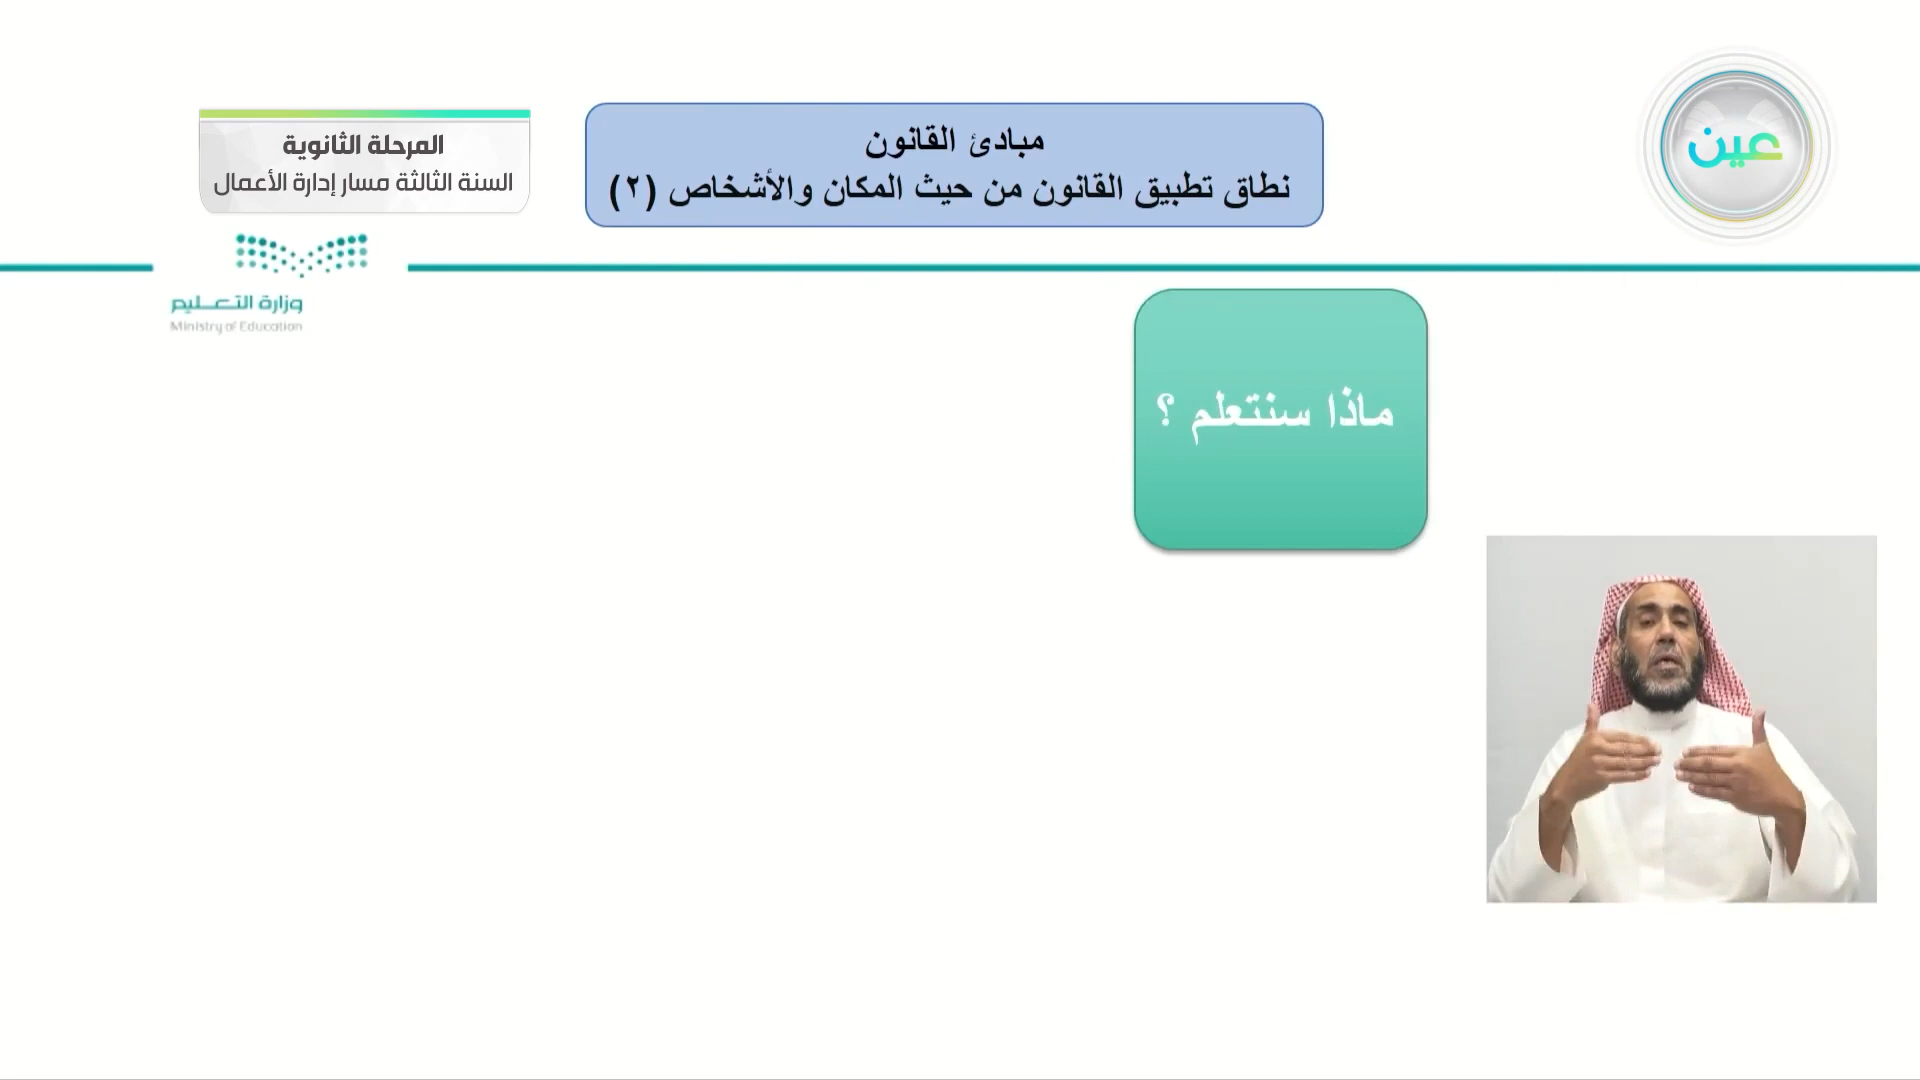 عين
مبادئ القانون
نطاق تطبيق القانون من حيث المكان والأشخاص (٢)
المرحلة الثانوية
السنة الثالثة مسار إدارة الأعمال
وزارة التعليم
Ministry of Education
ماذا سنتعلم ؟